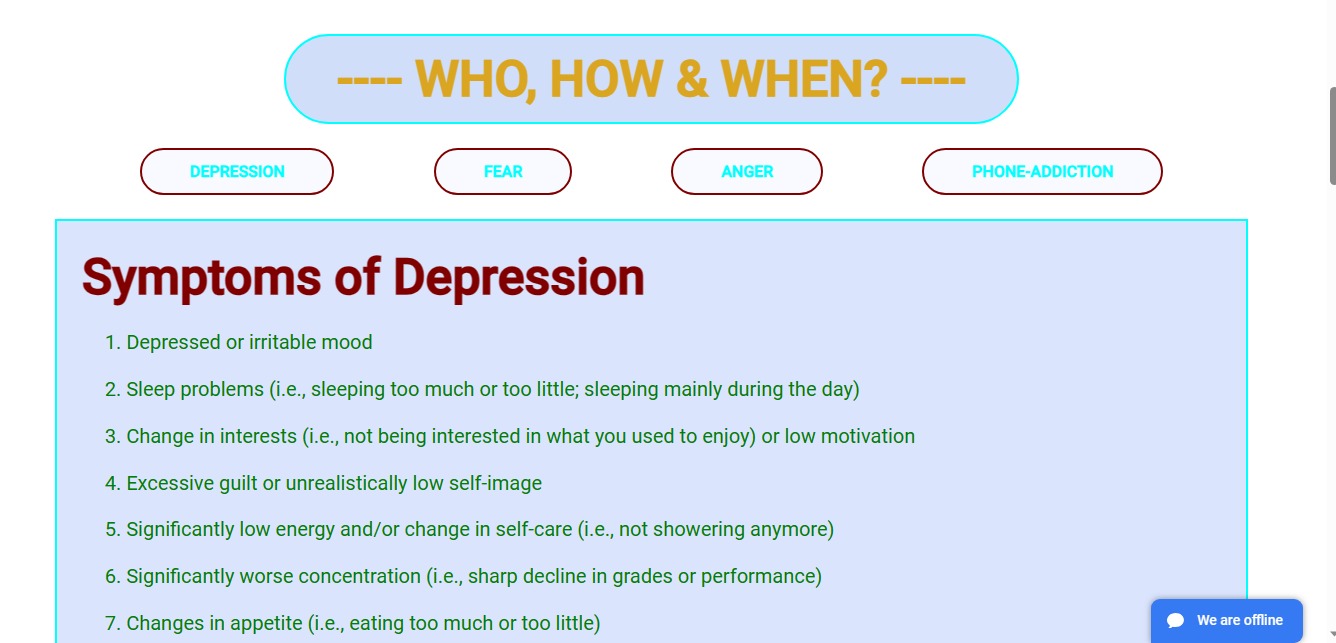 ---- WHO, HOW & WHEN? ----
DEPRESSION
FEAR
ANGER
PHONE-ADDICTION
Symptoms of Depression
1. Depressed or irritable mood
2. Sleep problems (i.e., sleeping too much or too little; sleeping mainly during the day)
3. Change in interests (i.e., not being interested in what you used to enjoy) or low motivation
4. Excessive guilt or unrealistically low self-image
5. Significantly low energy and/or change in self-care (i.e., not showering anymore)
6. Significantly worse concentration (i.e., sharp decline in grades or performance)
7. Changes in appetite (i.e., eating too much or too little)
We are offline